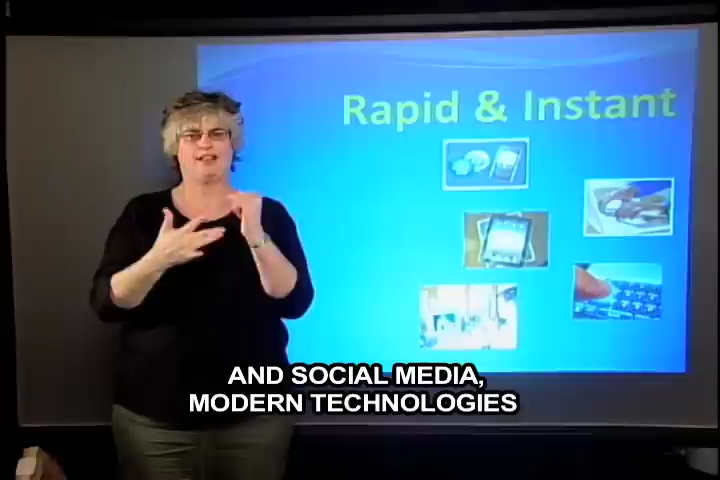 Rapid & Instant
AND SOCIAL MEDIA,
MODERN TECHNOLOGIES